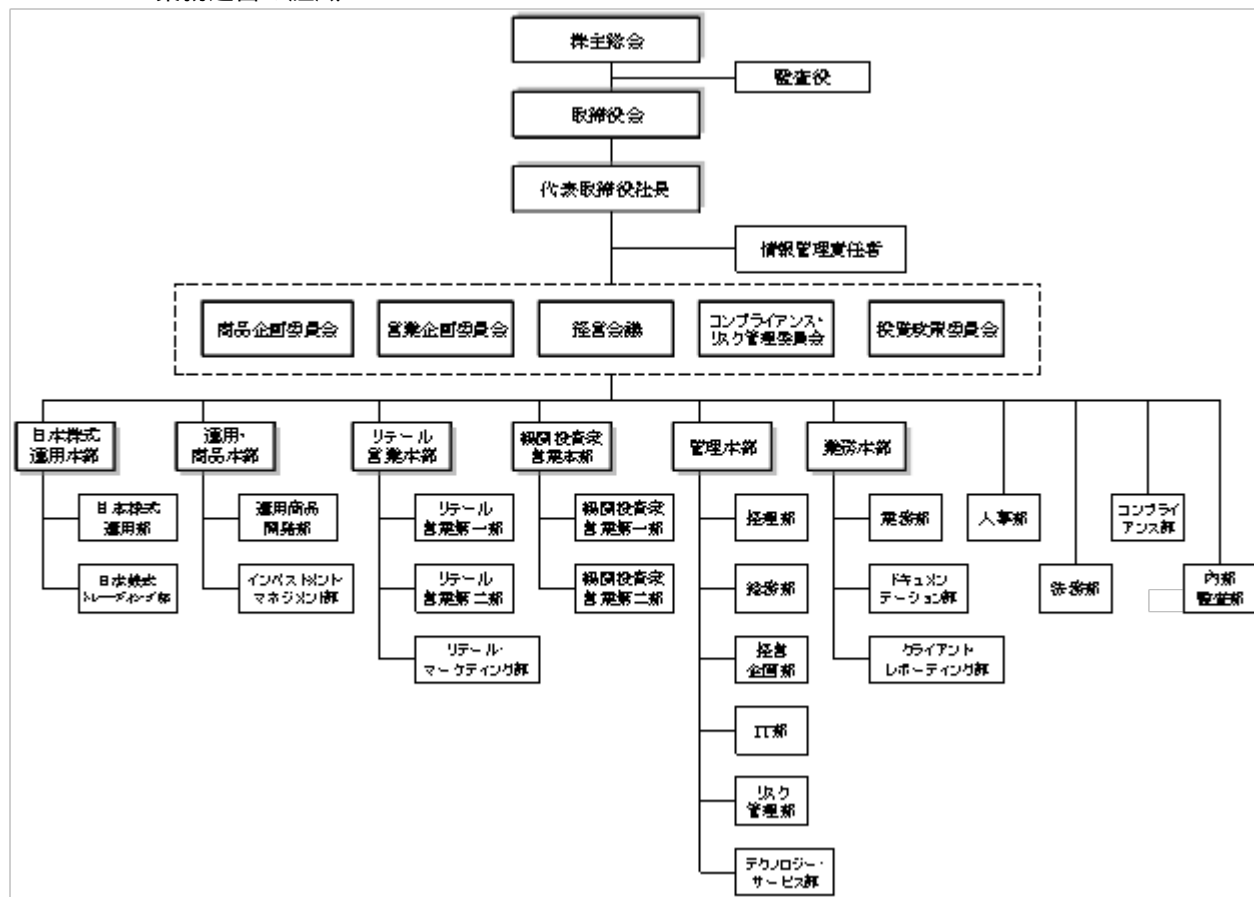 株主総会
監査役
取締役会
代表取締役社長
情報管理責任者
商品企画委員会
営業企画委員会
経営会議
コンプライアンス・
リスク管理委員会
投資政策委員会
日本株式
運用本部
運用・
商品本部
リテール
営業本部
機関投資家
営業本部
管理本部
業務本部
日本株式
運用部
運用商品
開発部
リテール
営業第一部
機関投資家
営業第一部
経理部
業務部
人事部
コンプライ
アンス部
日本株式
トレーディング部
インベストメント
マネジメント部
リテール
営業第二部
機関投資家
営業第二部
総務部
ドキュメン
テーション部
法務部
内部
監査部
リテール・
マーケティング部
経営
企画部
クライアント
レポーティング部
IT部
リスク
管理部
テクノロジー・
サービス部